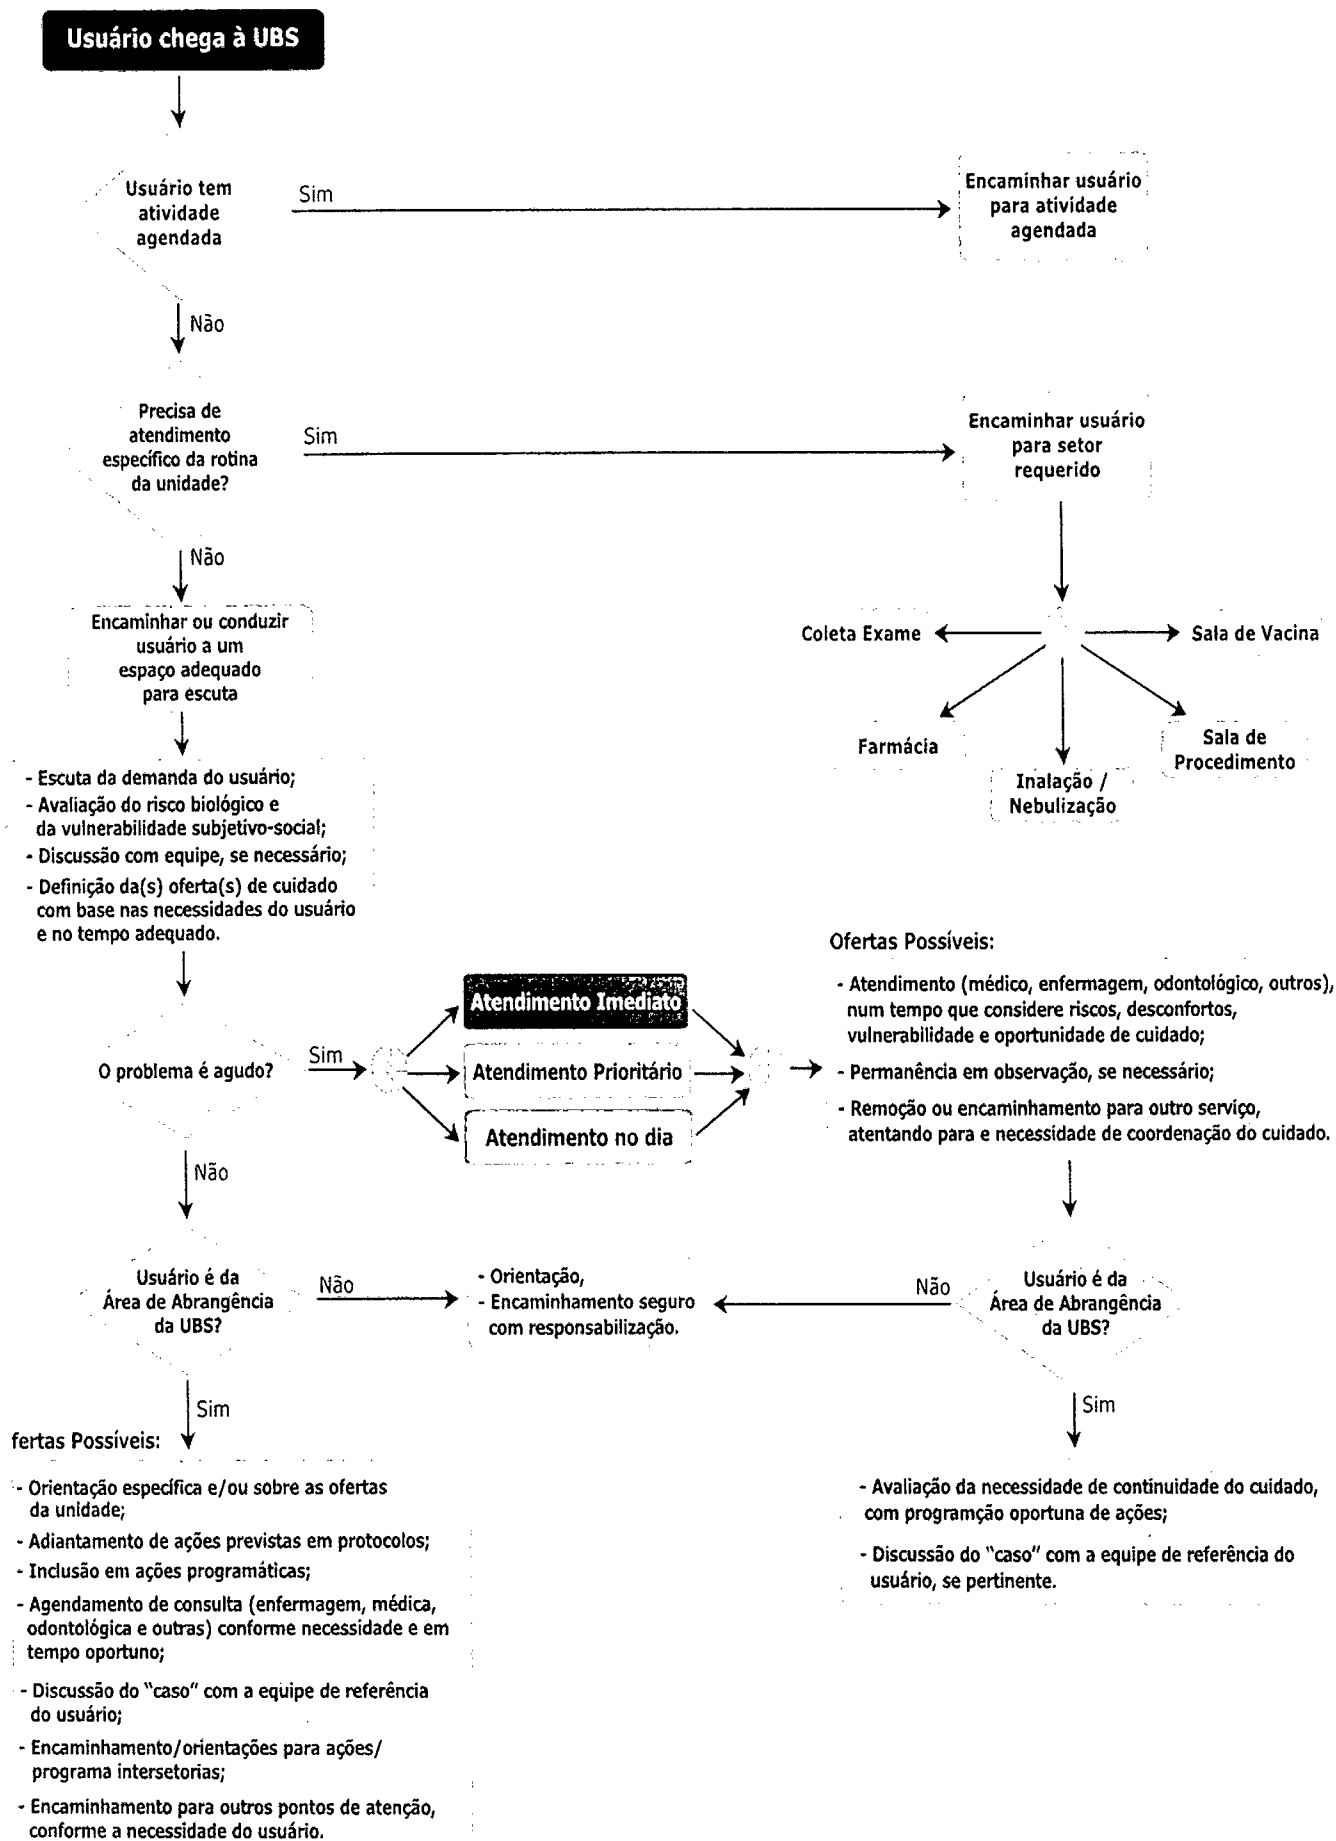 Usuário chega à UBS
Usuário tem
atividade
agendada
Sim
Encaminhar usuário
para atividade
agendada
Não
Precisa de
atendimento
específico da rotina
da unidade?
Sim
Encaminhar usuário
para setor
requerido
Não
Encaminhar ou conduzir
usuário a um
espaço adequado
para escuta
Coleta Exame
Sala de Vacina
Farmácia
Sala de
Procedimento
Inalação /
Nebulização
- Escuta da demanda do usuário;
- Avaliação do risco biológico e
da vulnerabilidade subjetivo-social;
- Discussão com equipe, se necessário;
- Definição da(s) oferta(s) de cuidado
com base nas necessidades do usuário
e no tempo adequado.
O problema é agudo?
Sim
Atendimento Imediato
Atendimento Prioritário
Atendimento no dia
Ofertas Possíveis:
- Atendimento (médico, enfermagem, odontológico, outros),
num tempo que considere riscos, desconfortos,
vulnerabilidade e oportunidade de cuidado;
- Permanência em observação, se necessário;
- Remoção ou encaminhamento para outro serviço,
atentando para e necessidade de coordenação do cuidado.
Não
Usuário é da
Área de Abrangência
da UBS?
Não
- Orientação,
- Encaminhamento seguro
com responsabilização.
Não
Usuário é da
Área de Abrangência
da UBS?
Sim
fertas Possíveis:
- Orientação específica e/ou sobre as ofertas
da unidade;
- Adiantamento de ações previstas em protocolos;
- Inclusão em ações programáticas;
- Agendamento de consulta (enfermagem, médica,
odontológica e outras) conforme necessidade e em
tempo oportuno;
- Discussão do "caso" com a equipe de referência
do usuário;
- Encaminhamento/orientações para ações/
programa intersetorias;
- Encaminhamento para outros pontos de atenção,
conforme a necessidade do usuário.
Sim
- Avaliação da necessidade de continuidade do cuidado,
com programção oportuna de ações;
- Discussão do "caso" com a equipe de referência do
usuário, se pertinente.